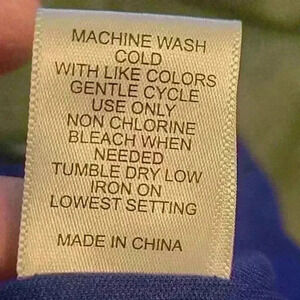 MACHINE WASH
COLD
WITH LIKE COLORS
GENTLE CYCLE
USE ONLY
NON CHLORINE
BLEACH WHEN
NEEDED
TUMBLE DRY LOW
IRON ON
LOWEST SETTING
MADE IN CHINA